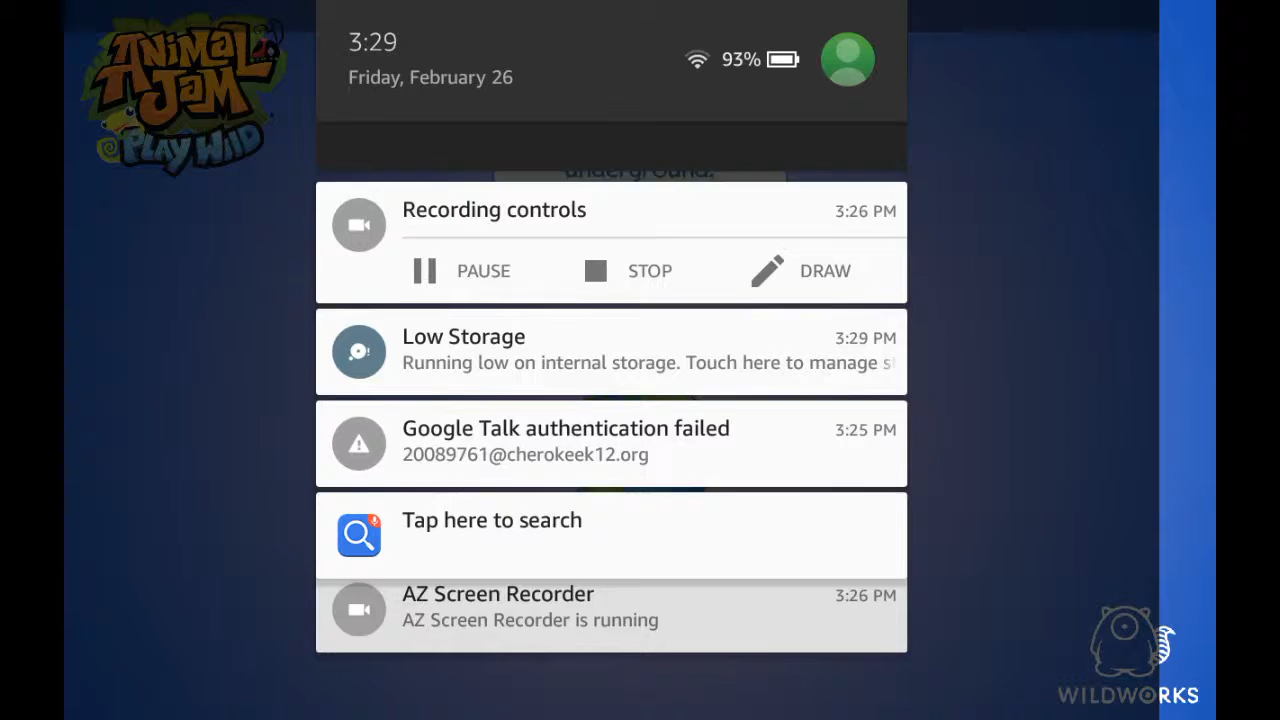 ANIMAL
JAM
PLAY WILD
3:29
93%
Friday, February 26
underground.
Recording controls
3:26 PM
PAUSE
STOP
DRAW
Low Storage
3:29 PM
Running low on internal storage. Touch here to manage s
Google Talk authentication failed
3:25 PM
20089761@cherokeek12.org
Tap here to search
AZ Screen Recorder
3:26 PM
AZ Screen Recorder is running
WILDWORKS